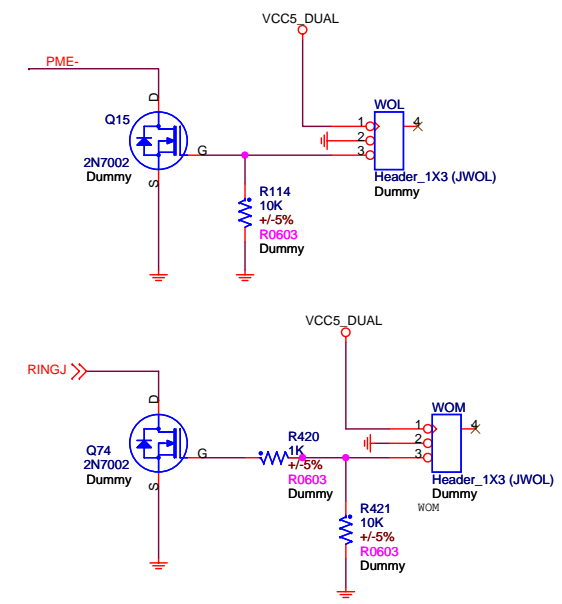 VCC5_DUAL
PME-
D
Q15
G
2N7002
Dummy
S
WOL
1
2
3
4
Header_1X3 (JWOL)
Dummy
R114
10K
+/-5%
R0603
Dummy
VCC5_DUAL
RINGJ
D
Q74
G
2N7002
Dummy
S
R420
1K
+/-5%
R0603
Dummy
WOM
1
2
3
4
Header_1X3 (JWOL)
Dummy
WOM
R421
10K
+/-5%
R0603
Dummy